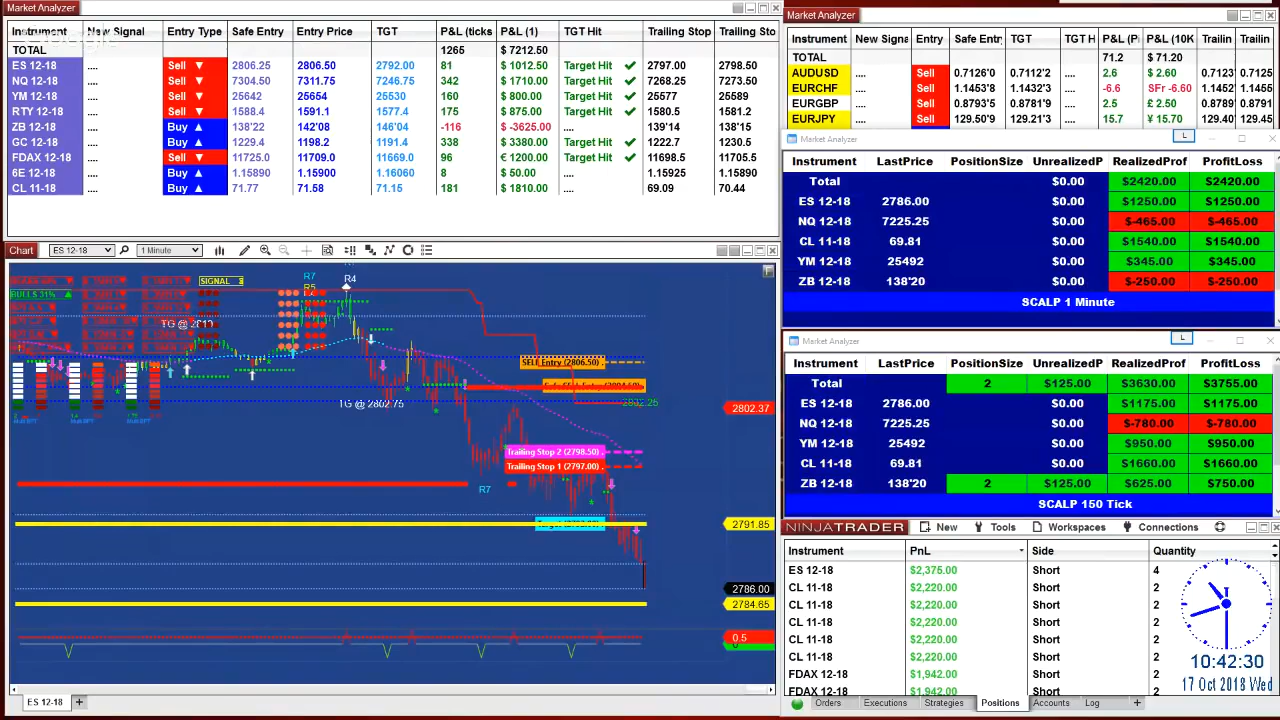 Market Analyzer
Instrument New Signal Entry Type Safe Entry Entry Price TGT P&L (ticks P&L (1) TGT Hit Trailing Stop Trailing Sto
TOTAL 1265 $ 7212.50
ES 12-18 .... Sell ▼ 2806.25 2806.50 2792.00 81 $ 1012.50 Target Hit ✔ 2797.00 2798.50
NQ 12-18 .... Sell ▼ 7304.50 7311.75 7246.75 342 $ 1710.00 Target Hit ✔ 7268.25 7273.50
YM 12-18 .... Sell ▼ 25642 25654 25530 160 $ 800.00 Target Hit ✔ 25577 25589
RTY 12-18 .... Sell ▼ 1588.4 1591.1 1577.4 175 $ 875.00 Target Hit ✔ 1580.5 1581.2
ZB 12-18 .... Buy ▲ 138'22 142'08 146'04 -116 $ -3625.00 .... 139'14 138'15
GC 12-18 .... Buy ▲ 1229.4 1198.2 1191.4 338 $ 3380.00 Target Hit ✔ 1222.7 1230.5
FDAX 12-18 .... Sell ▼ 11725.0 11709.0 11669.0 96 € 1200.00 Target Hit ✔ 11698.5 11705.5
6E 12-18 .... Buy ▲ 1.15890 1.15900 1.16060 8 $ 50.00 .... 1.15925 1.15890
CL 11-18 .... Buy ▲ 71.77 71.58 71.15 181 $ 1810.00 .... 69.09 70.44
Market Analyzer
Instrument New Signa Entry Safe Entry TGT TGT H P&L (P P&L (10K Trailin Trailin
TOTAL 71.2 $ 71.20
AUDUSD .... Sell 0.7126'0 0.7112'2 .... 2.6 $ 2.60 0.7123' 0.7125
EURCHF .... Sell 1.1453'8 1.1438'3 .... -6.6 SFr -6.60 1.1452' 1.1455
EURGBP .... Sell 0.8793'5 0.8781'9 .... 2.5 £ 2.50 0.8789 0.8791
EURJPY .... Sell 129.50'9 129.21'3 .... 15.7 ¥ 15.70 129.40 129.45
Market Analyzer L
Instrument LastPrice PositionSize UnrealizedP RealizedProf ProfitLoss
Total $0.00 $2420.00 $2420.00
ES 12-18 2786.00 $0.00 $1250.00 $1250.00
NQ 12-18 7225.25 $0.00 $-465.00 $-465.00
CL 11-18 69.81 $0.00 $1540.00 $1540.00
YM 12-18 25492 $0.00 $345.00 $345.00
ZB 12-18 138'20 $0.00 $-250.00 $-250.00
SCALP 1 Minute
Market Analyzer L
Instrument LastPrice PositionSize UnrealizedP RealizedProf ProfitLoss
Total 2 $125.00 $3630.00 $3755.00
ES 12-18 2786.00 $0.00 $1175.00 $1175.00
NQ 12-18 7225.25 $0.00 $-780.00 $-780.00
YM 12-18 25492 $0.00 $950.00 $950.00
CL 11-18 69.81 $0.00 $1660.00 $1660.00
ZB 12-18 138'20 2 $125.00 $625.00 $750.00
SCALP 150 Tick
Chart ES 12-18 1 Minute
F
BULLS 31%
SIGNAL
R7
R5
R4
TG @ 2802.75
SELL Entry (2806.50)
2802.25
2802.37
Trailing Stop 2 (2798.50)
Trailing Stop 1 (2797.00)
R7
2791.85
2786.00
2784.65
0.5
ES 12-18 +
NINJATRADER New Tools Workspaces Connections
Instrument PnL Side Quantity
ES 12-18 $2,375.00 Short 4
CL 11-18 $2,220.00 Short 2
CL 11-18 $2,220.00 Short 2
CL 11-18 $2,220.00 Short 2
CL 11-18 $2,220.00 Short 2
CL 11-18 $2,220.00 Short 2
FDAX 12-18 $1,942.00 Short 2
FDAX 12-18 $1,942.00 Short 2
10:42:30
17 Oct 2018 Wed
Orders Executions Strategies Positions Accounts Log +